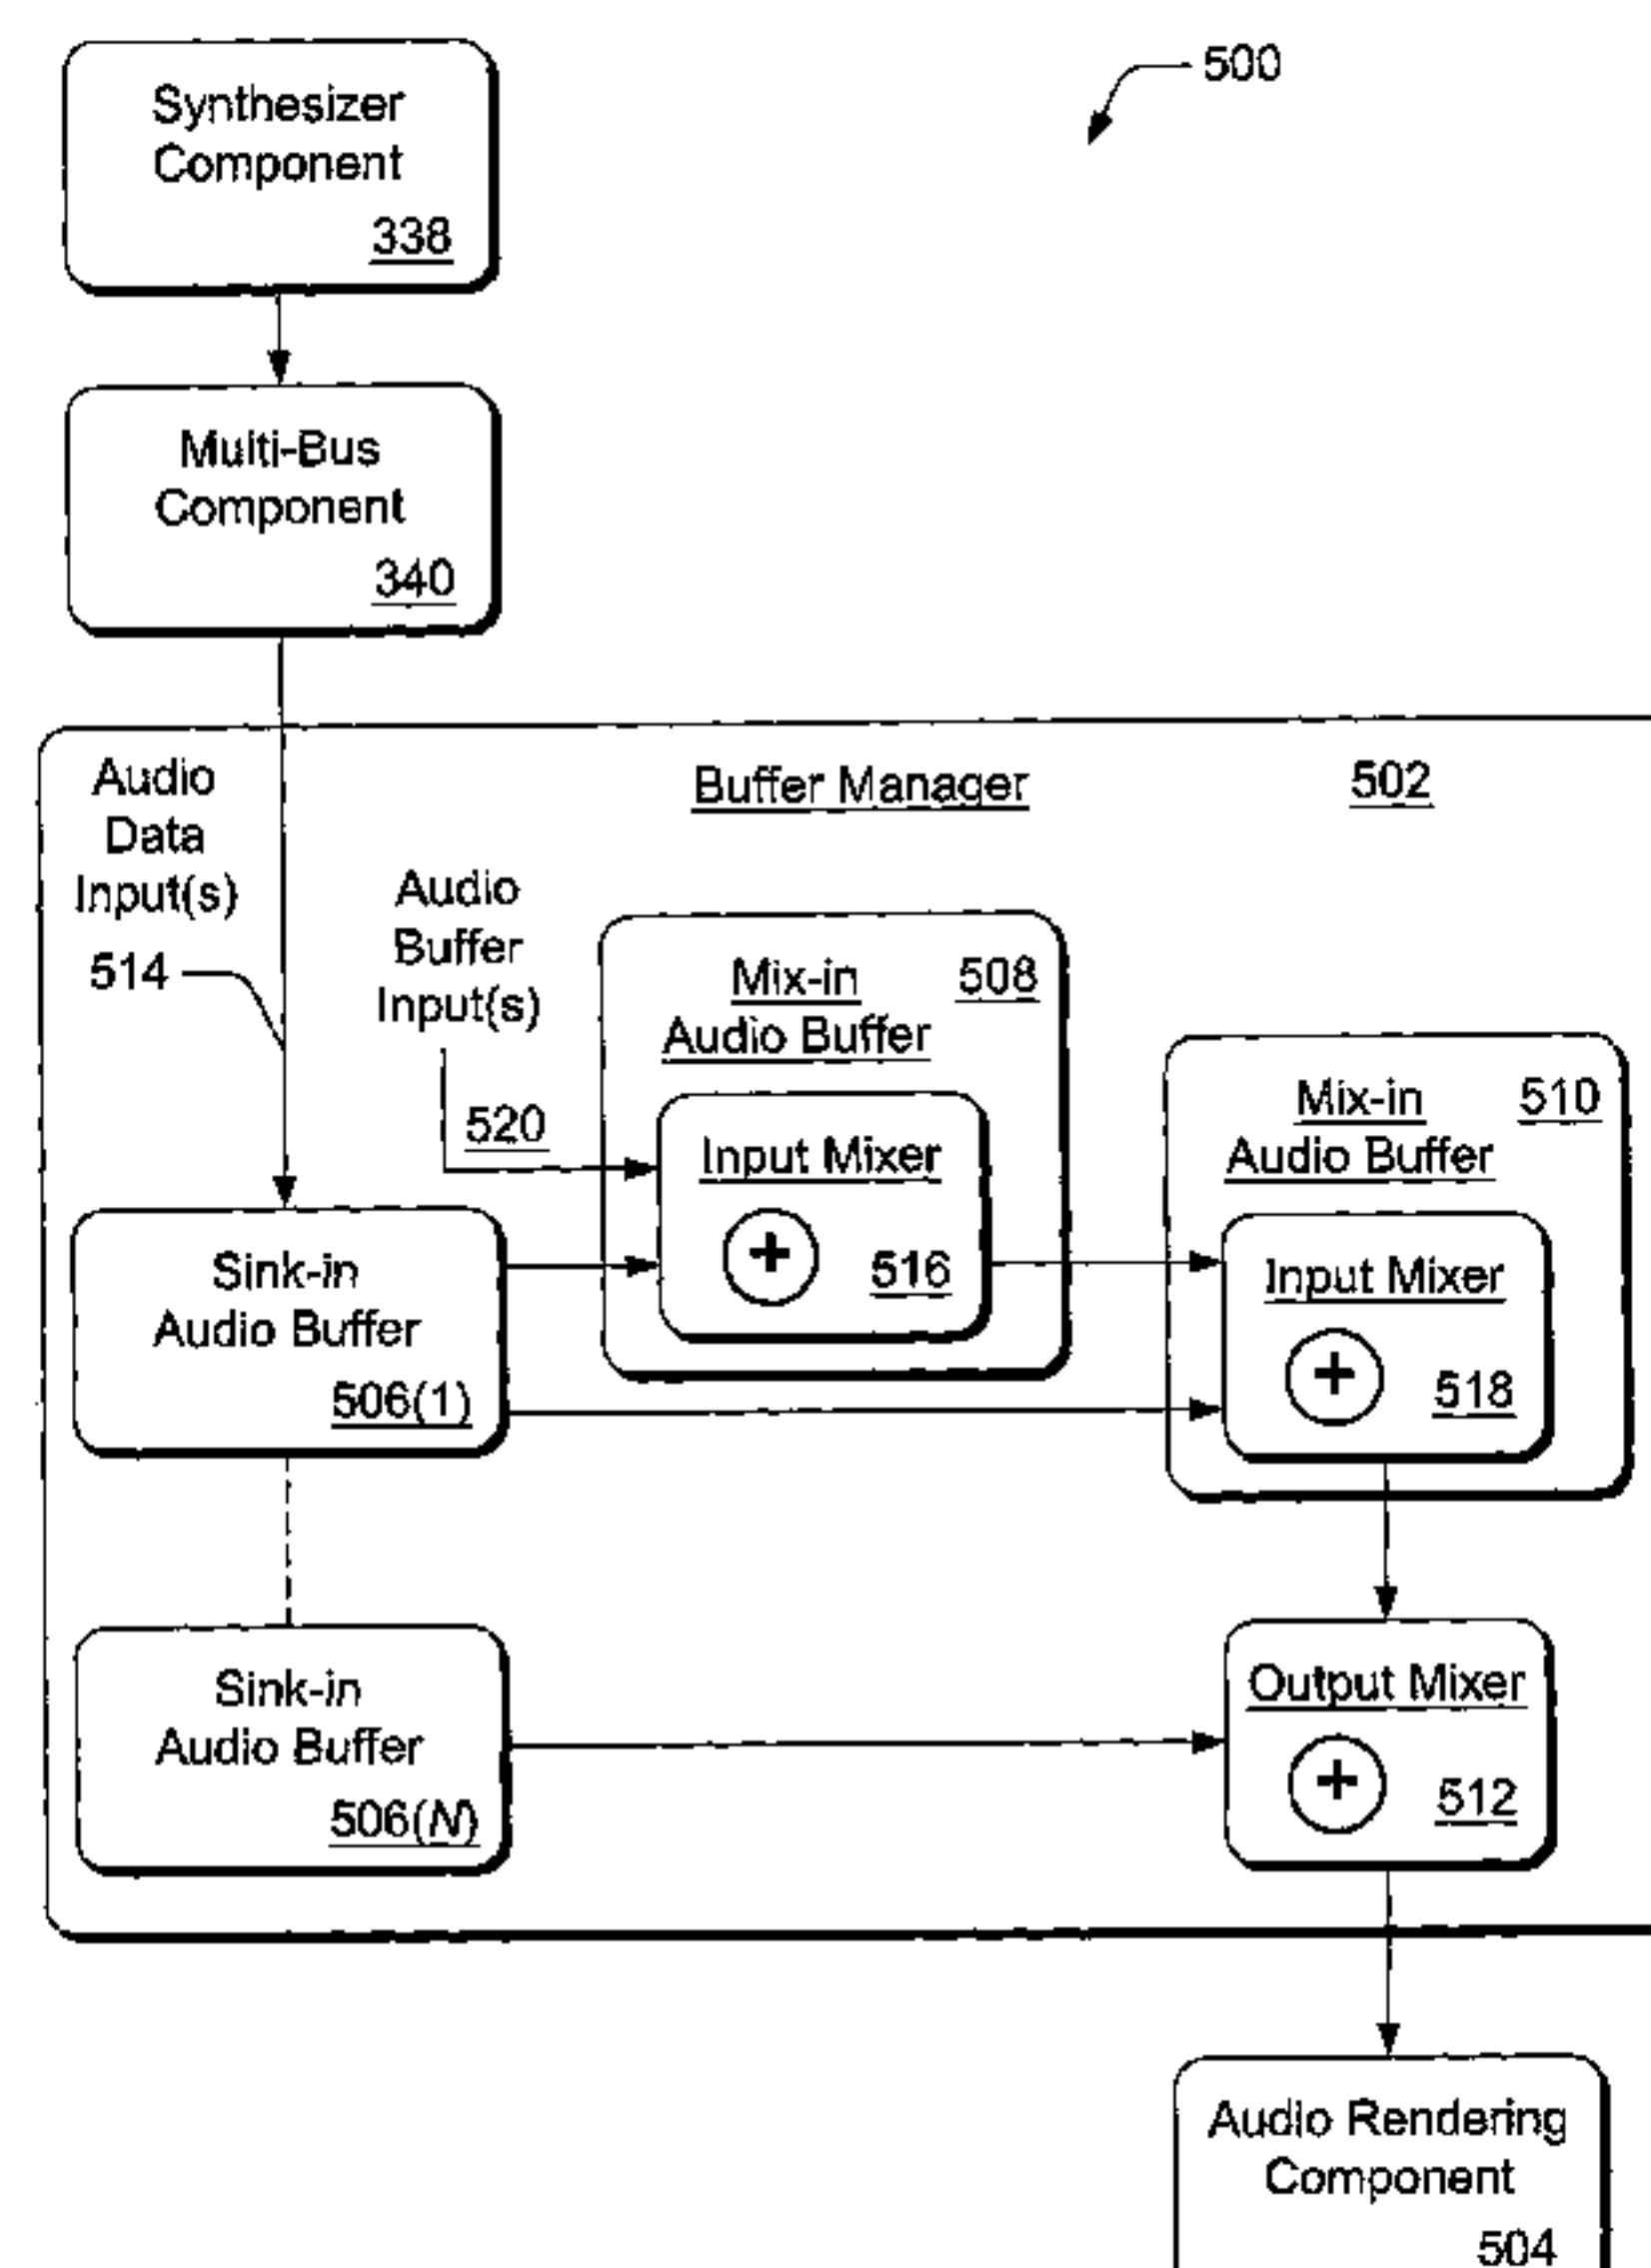 500
Synthesizer
Component
338
Multi-Bus
Component
340
Buffer Manager
502
Audio
Data
Input(s)
514
Audio
Buffer
Input(s)
520
Mix-in
Audio Buffer
508
Input Mixer
+
516
Mix-in
Audio Buffer
510
Input Mixer
+
518
Sink-in
Audio Buffer
506(1)
Sink-in
Audio Buffer
506(N)
Output Mixer
+
512
Audio Rendering
Component
504